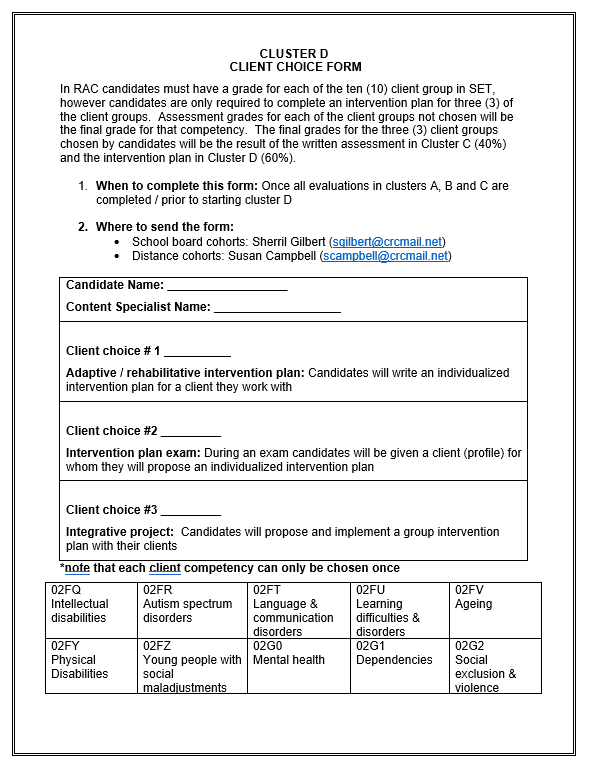 CLUSTER D
CLIENT CHOICE FORM
In RAC candidates must have a grade for each of the ten (10) client group in SET,
however candidates are only required to complete an intervention plan for three (3) of
the client groups.  Assessment grades for each of the client groups not chosen will be
the final grade for that competency.  The final grades for the three (3) client groups
chosen by candidates will be the result of the written assessment in Cluster C (40%)
and the intervention plan in Cluster D (60%).
1. When to complete this form: Once all evaluations in clusters A, B and C are
completed / prior to starting cluster D
2. Where to send the form:
• School board cohorts: Sherril Gilbert (sgilbert@crcmail.net)
• Distance cohorts: Susan Campbell (scampbell@crcmail.net)
Candidate Name: ___________________
Content Specialist Name: ____________________
Client choice # 1 ___________
Adaptive / rehabilitative intervention plan: Candidates will write an individualized
intervention plan for a client they work with
Client choice #2 __________
Intervention plan exam: During an exam candidates will be given a client (profile) for
whom they will propose an individualized intervention plan
Client choice #3 __________
Integrative project:  Candidates will propose and implement a group intervention
plan with their clients
*note that each client competency can only be chosen once
02FQ
Intellectual
disabilities
02FR
Autism spectrum
disorders
02FT
Language &
communication
disorders
02FU
Learning
difficulties &
disorders
02FV
Ageing
02FY
Physical
Disabilities
02FZ
Young people with
social
maladjustments
02G0
Mental health
02G1
Dependencies
02G2
Social
exclusion &
violence